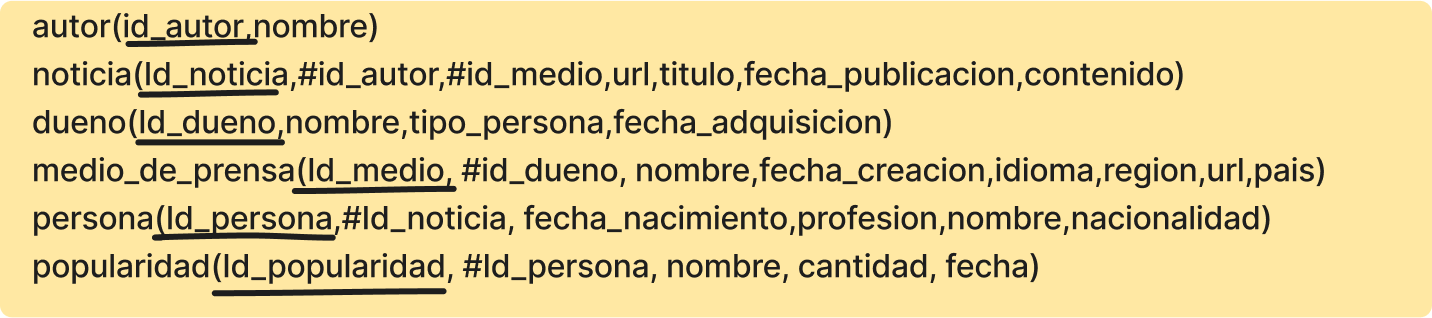 autor(id_autor,nombre)
noticia(Id_noticia,#id_autor,#id_medio,url,titulo,fecha_publicacion,contenido)
dueno(Id_dueno,nombre,tipo_persona,fecha_adquisicion)
medio_de_prensa(Id_medio, #id_dueno, nombre,fecha_creacion,idioma,region,url,pais)
persona(Id_persona,#Id_noticia, fecha_nacimiento,profesion,nombre,nacionalidad)
popularidad(Id_popularidad, #Id_persona, nombre, cantidad, fecha)